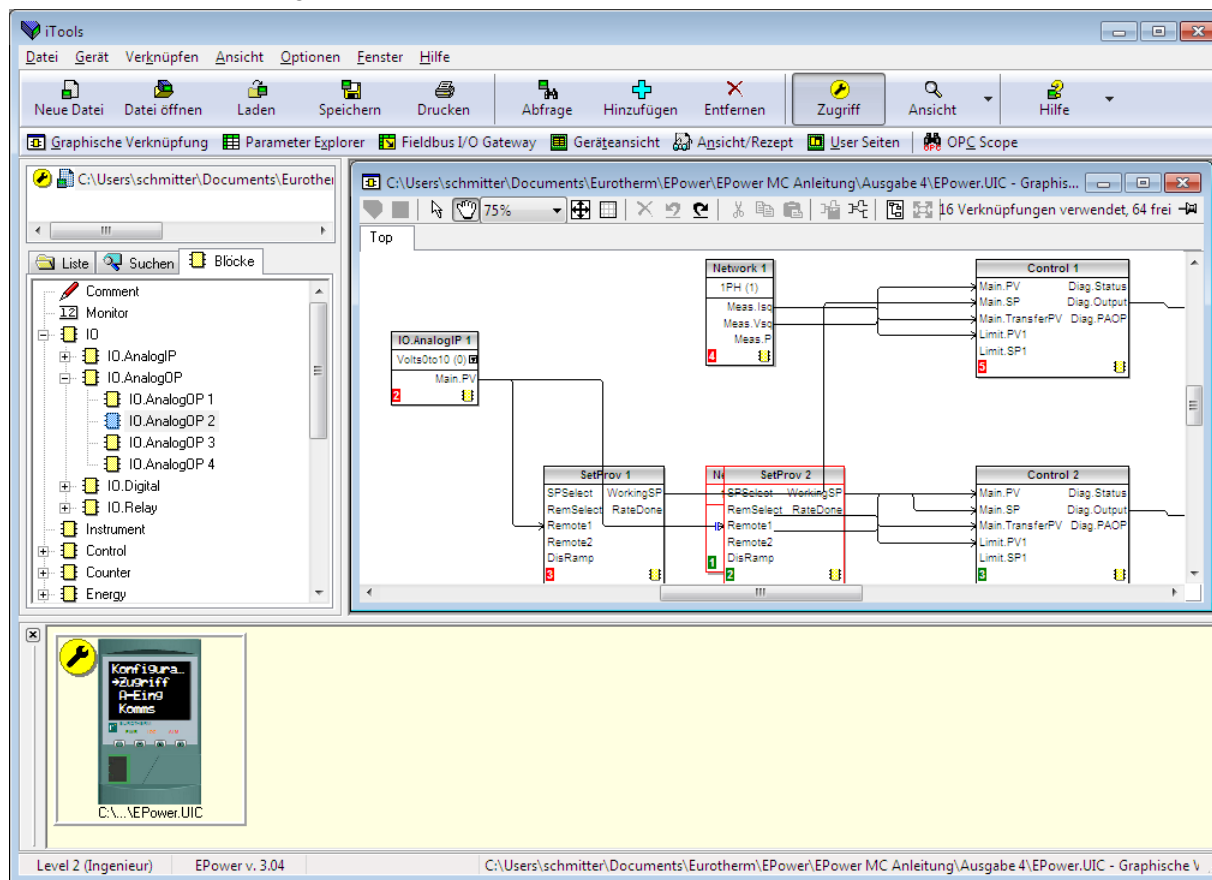 iTools
Datei Gerät Verknüpfen Ansicht Optionen Fenster Hilfe
Neue Datei Datei öffnen Laden Speichern Drucken Abfrage Hinzufügen Entfernen Zugriff Ansicht Hilfe
Graphische Verknüpfung Parameter Explorer Fieldbus I/O Gateway Geräteansicht Ansicht/Rezept User Seiten OPC Scope
C:\Users\schmitter\Documents\Eurother
Liste Suchen Blöcke
Comment
12 Monitor
IO
IO.AnalogIP
IO.AnalogOP
IO.AnalogOP 1
IO.AnalogOP 2
IO.AnalogOP 3
IO.AnalogOP 4
IO.Digital
IO.Relay
Instrument
Control
Counter
Energy
C:\Users\schmitter\Documents\Eurotherm\EPower\EPower MC Anleitung\Ausgabe 4\EPower.UIC - Graphis...
75% 16 Verknüpfungen verwendet, 64 frei
Top
IO.AnalogIP 1
Volts0to10 (0)
Main.PV
2
Network 1
1PH (1)
Meas.Isq
Meas.Vsq
Meas.P
4
Control 1
Main.PV Diag.Status
Main.SP Diag.Output
Main.TransferPV Diag.PAOP
Limit.PV1
Limit.SP1
5
SetProv 1
SPSelect WorkingSP
RemSelect RateDone
Remote1
Remote2
DisRamp
3
1
SetProv 2
SPSelect WorkingSP
RemSelect RateDone
Remote1
Remote2
DisRamp
2
Control 2
Main.PV Diag.Status
Main.SP Diag.Output
Main.TransferPV Diag.PAOP
Limit.PV1
Limit.SP1
3
Konfigura…
→Zugriff
A-Eing
Komms
C:\...\EPower.UIC
Level 2 (Ingenieur) EPower v. 3.04 C:\Users\schmitter\Documents\Eurotherm\EPower\EPower MC Anleitung\Ausgabe 4\EPower.UIC - Graphische V